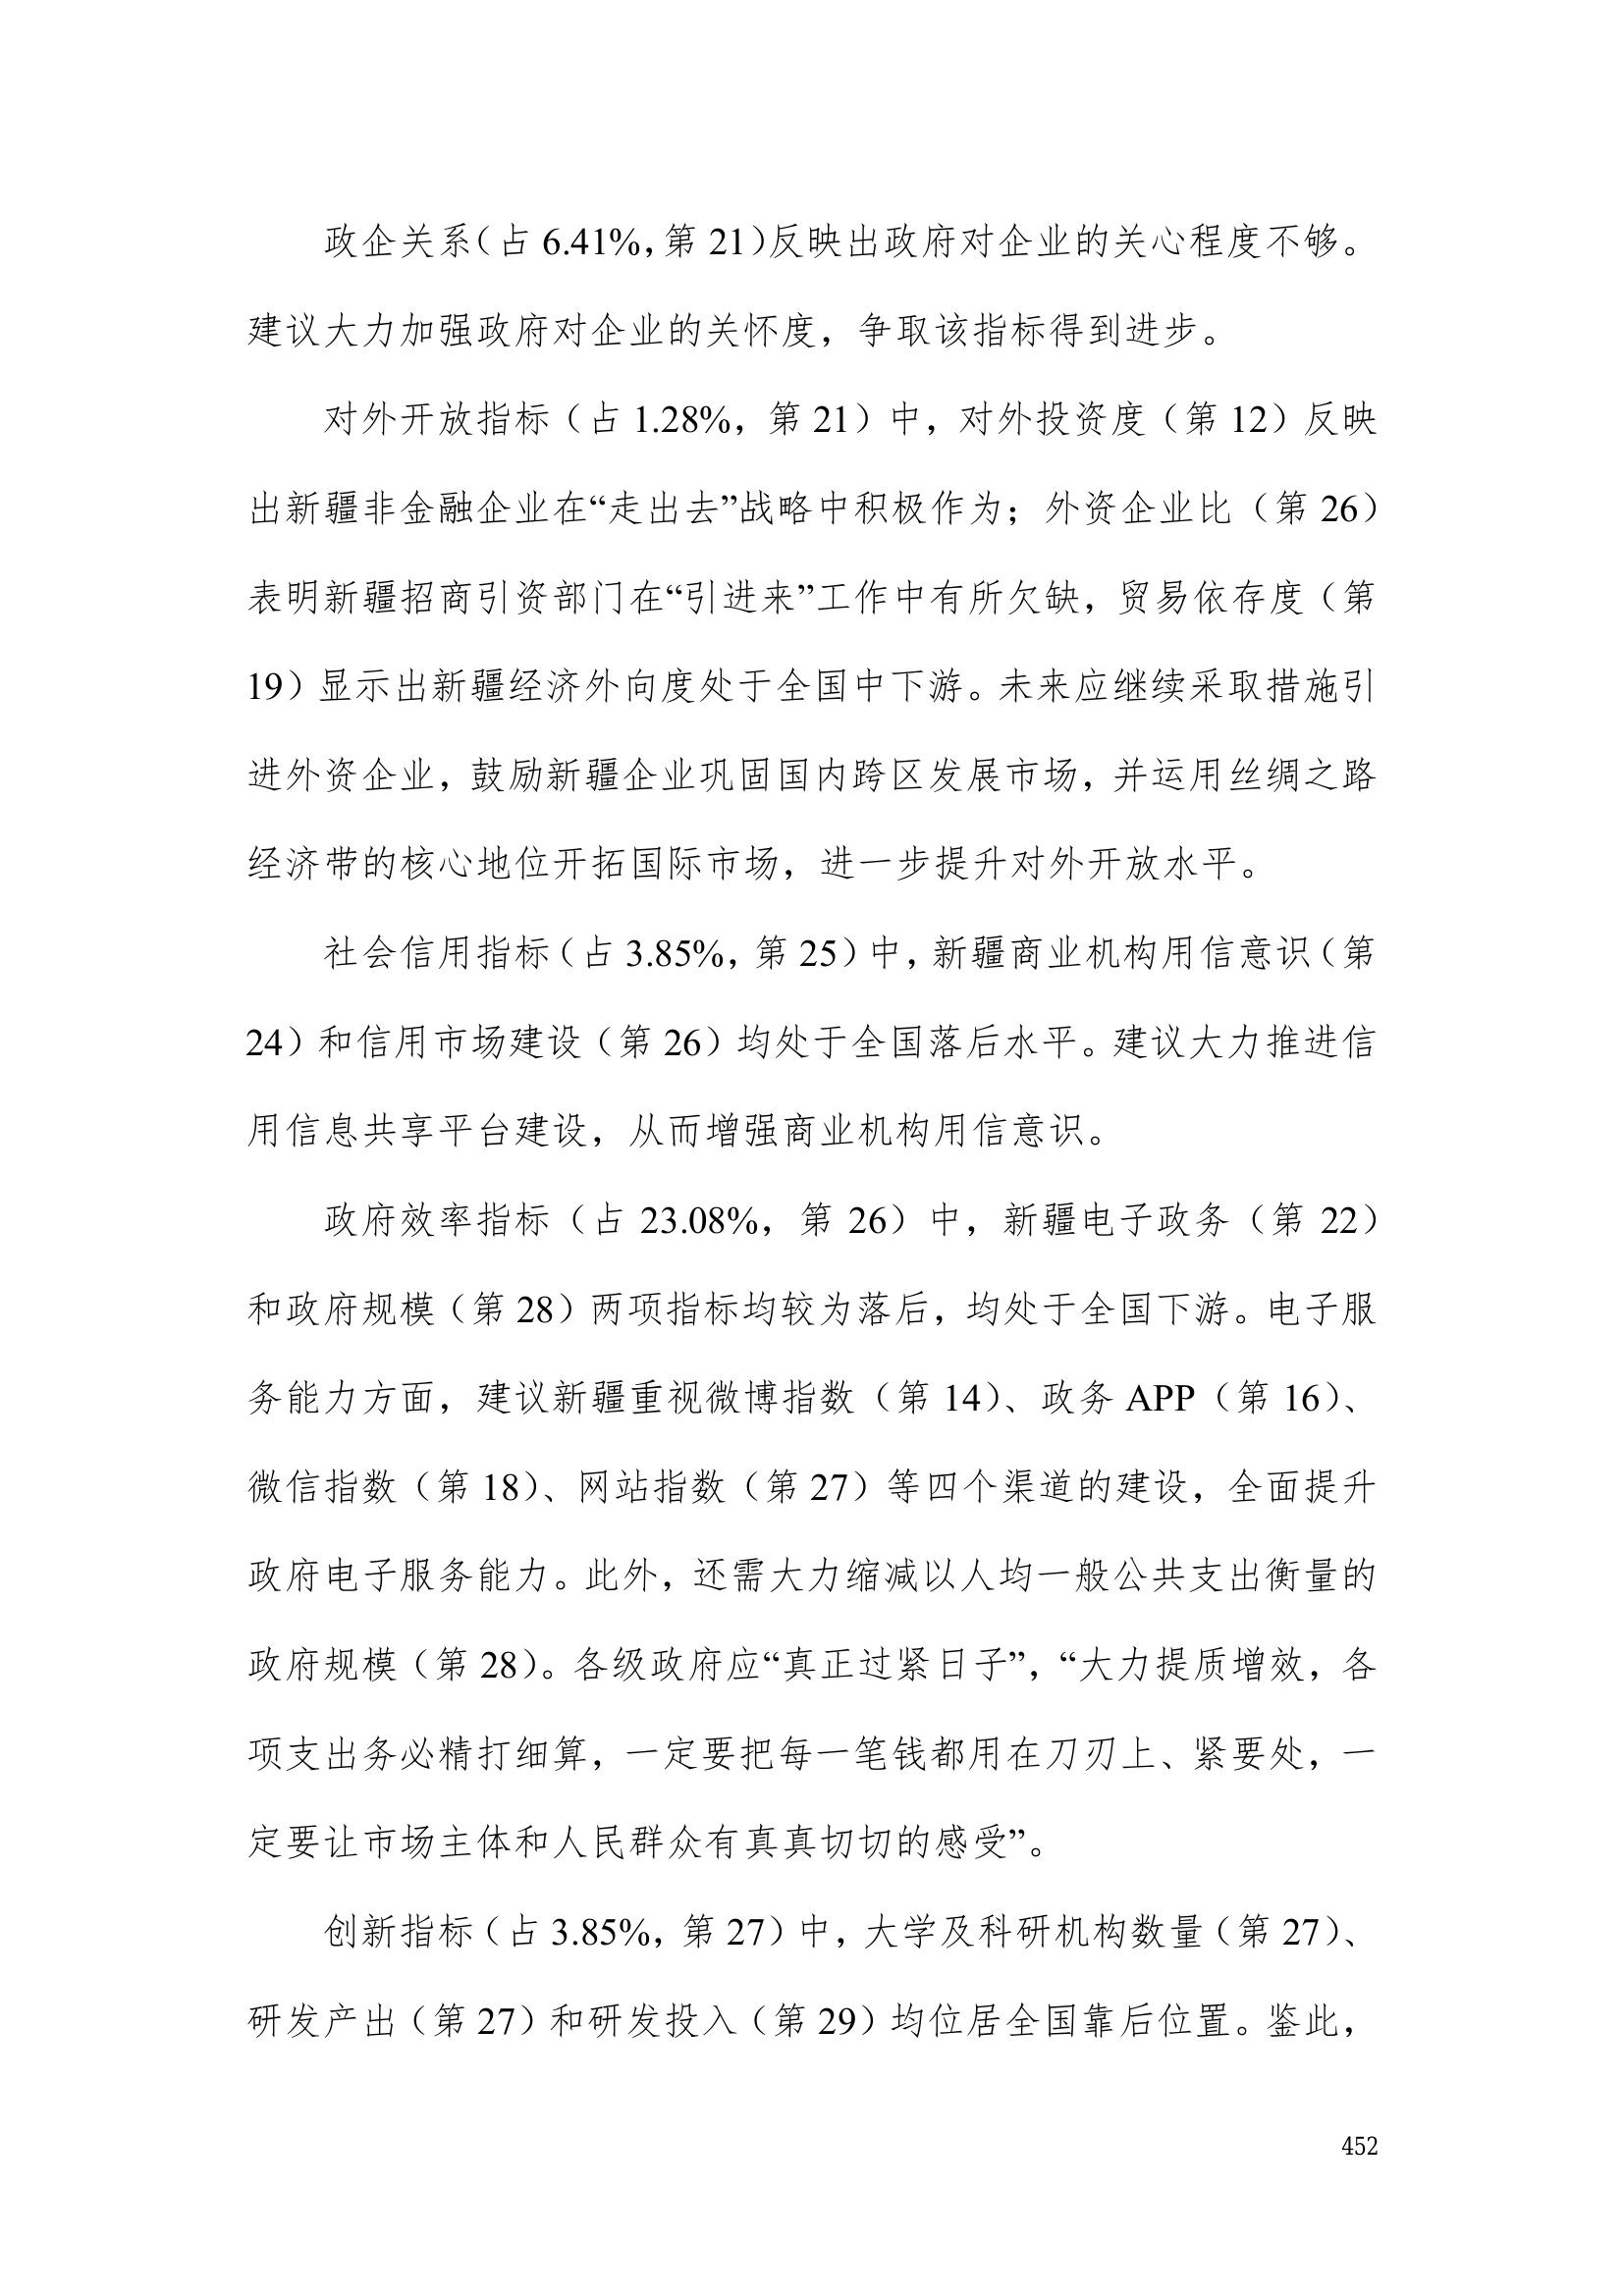 政企关系（占 6.41%，第 21）反映出政府对企业的关心程度不够。
建议大力加强政府对企业的关怀度，争取该指标得到进步。
对外开放指标（占 1.28%，第 21）中，对外投资度（第 12）反映
出新疆非金融企业在“走出去”战略中积极作为；外资企业比（第 26）
表明新疆招商引资部门在“引进来”工作中有所欠缺，贸易依存度（第
19）显示出新疆经济外向度处于全国中下游。未来应继续采取措施引
进外资企业，鼓励新疆企业巩固国内跨区发展市场，并运用丝绸之路
经济带的核心地位开拓国际市场，进一步提升对外开放水平。
社会信用指标（占 3.85%，第 25）中，新疆商业机构用信意识（第
24）和信用市场建设（第 26）均处于全国落后水平。建议大力推进信
用信息共享平台建设，从而增强商业机构用信意识。
政府效率指标（占 23.08%，第 26）中，新疆电子政务（第 22）
和政府规模（第 28）两项指标均较为落后，均处于全国下游。电子服
务能力方面，建议新疆重视微博指数（第 14）、政务 APP（第 16）、
微信指数（第 18）、网站指数（第 27）等四个渠道的建设，全面提升
政府电子服务能力。此外，还需大力缩减以人均一般公共支出衡量的
政府规模（第 28）。各级政府应“真正过紧日子”，“大力提质增效，各
项支出务必精打细算，一定要把每一笔钱都用在刀刃上、紧要处，一
定要让市场主体和人民群众有真真切切的感受”。
创新指标（占 3.85%，第 27）中，大学及科研机构数量（第 27）、
研发产出（第 27）和研发投入（第 29）均位居全国靠后位置。鉴此，
452